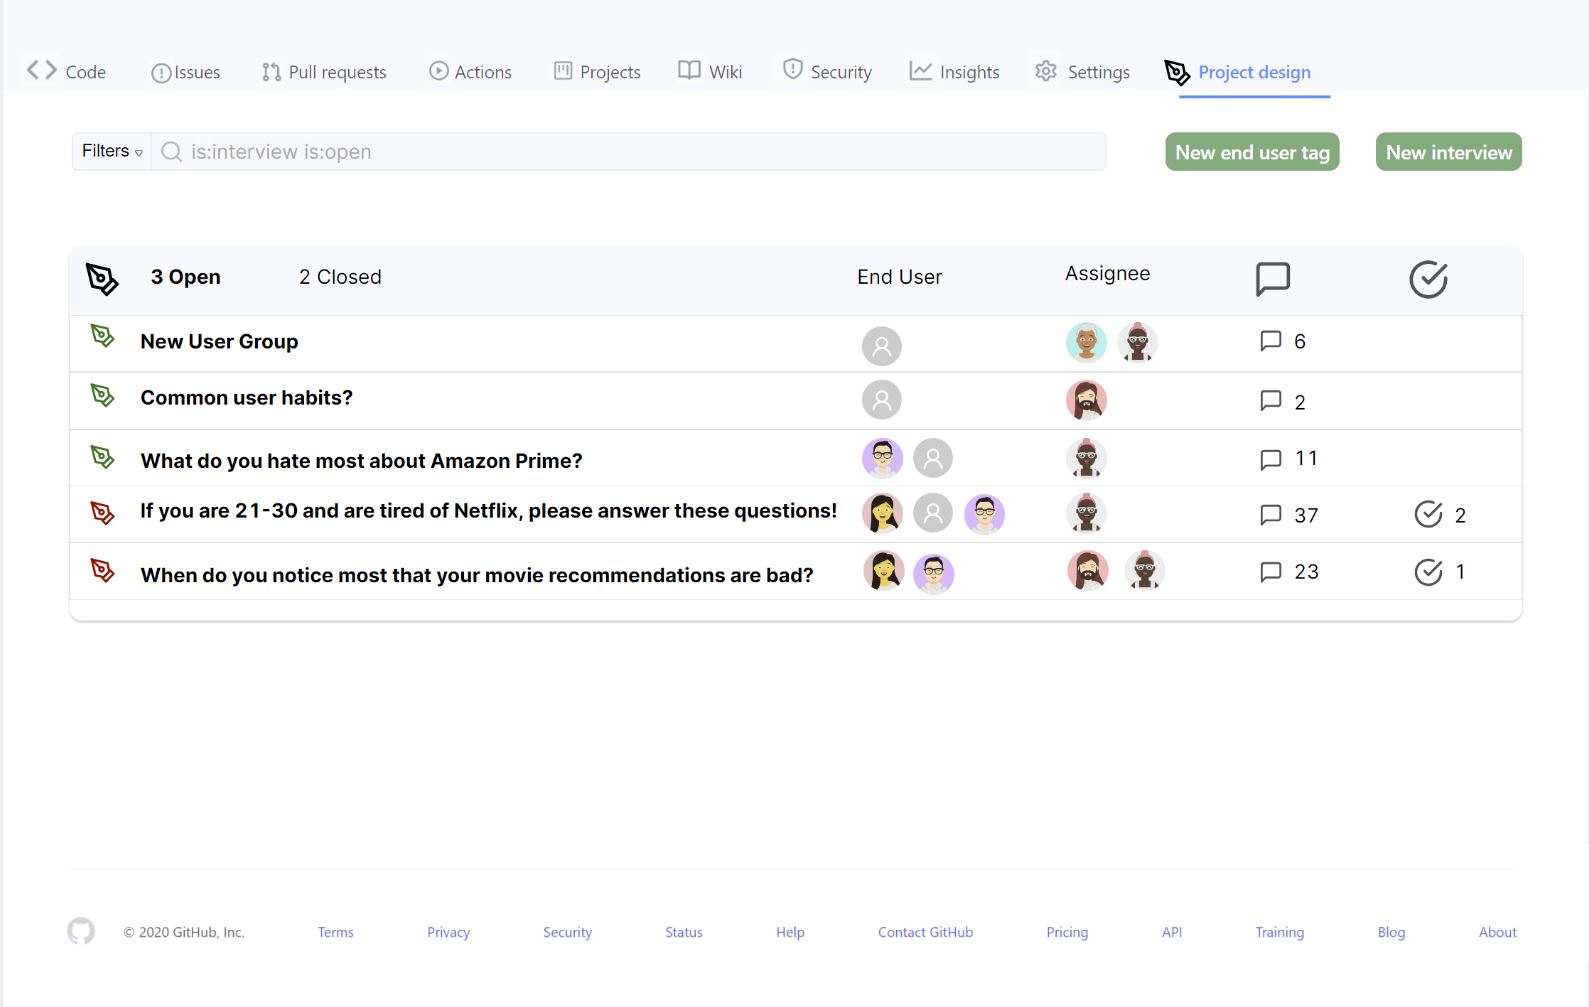 Code Issues Pull requests Actions Projects Wiki Security Insights Settings Project design
Filters is:interview is:open New end user tag New interview
3 Open 2 Closed End User Assignee
New User Group 6
Common user habits? 2
What do you hate most about Amazon Prime? 11
If you are 21-30 and are tired of Netflix, please answer these questions! 37 2
When do you notice most that your movie recommendations are bad? 23 1
© 2020 GitHub, Inc. Terms Privacy Security Status Help Contact GitHub Pricing API Training Blog About